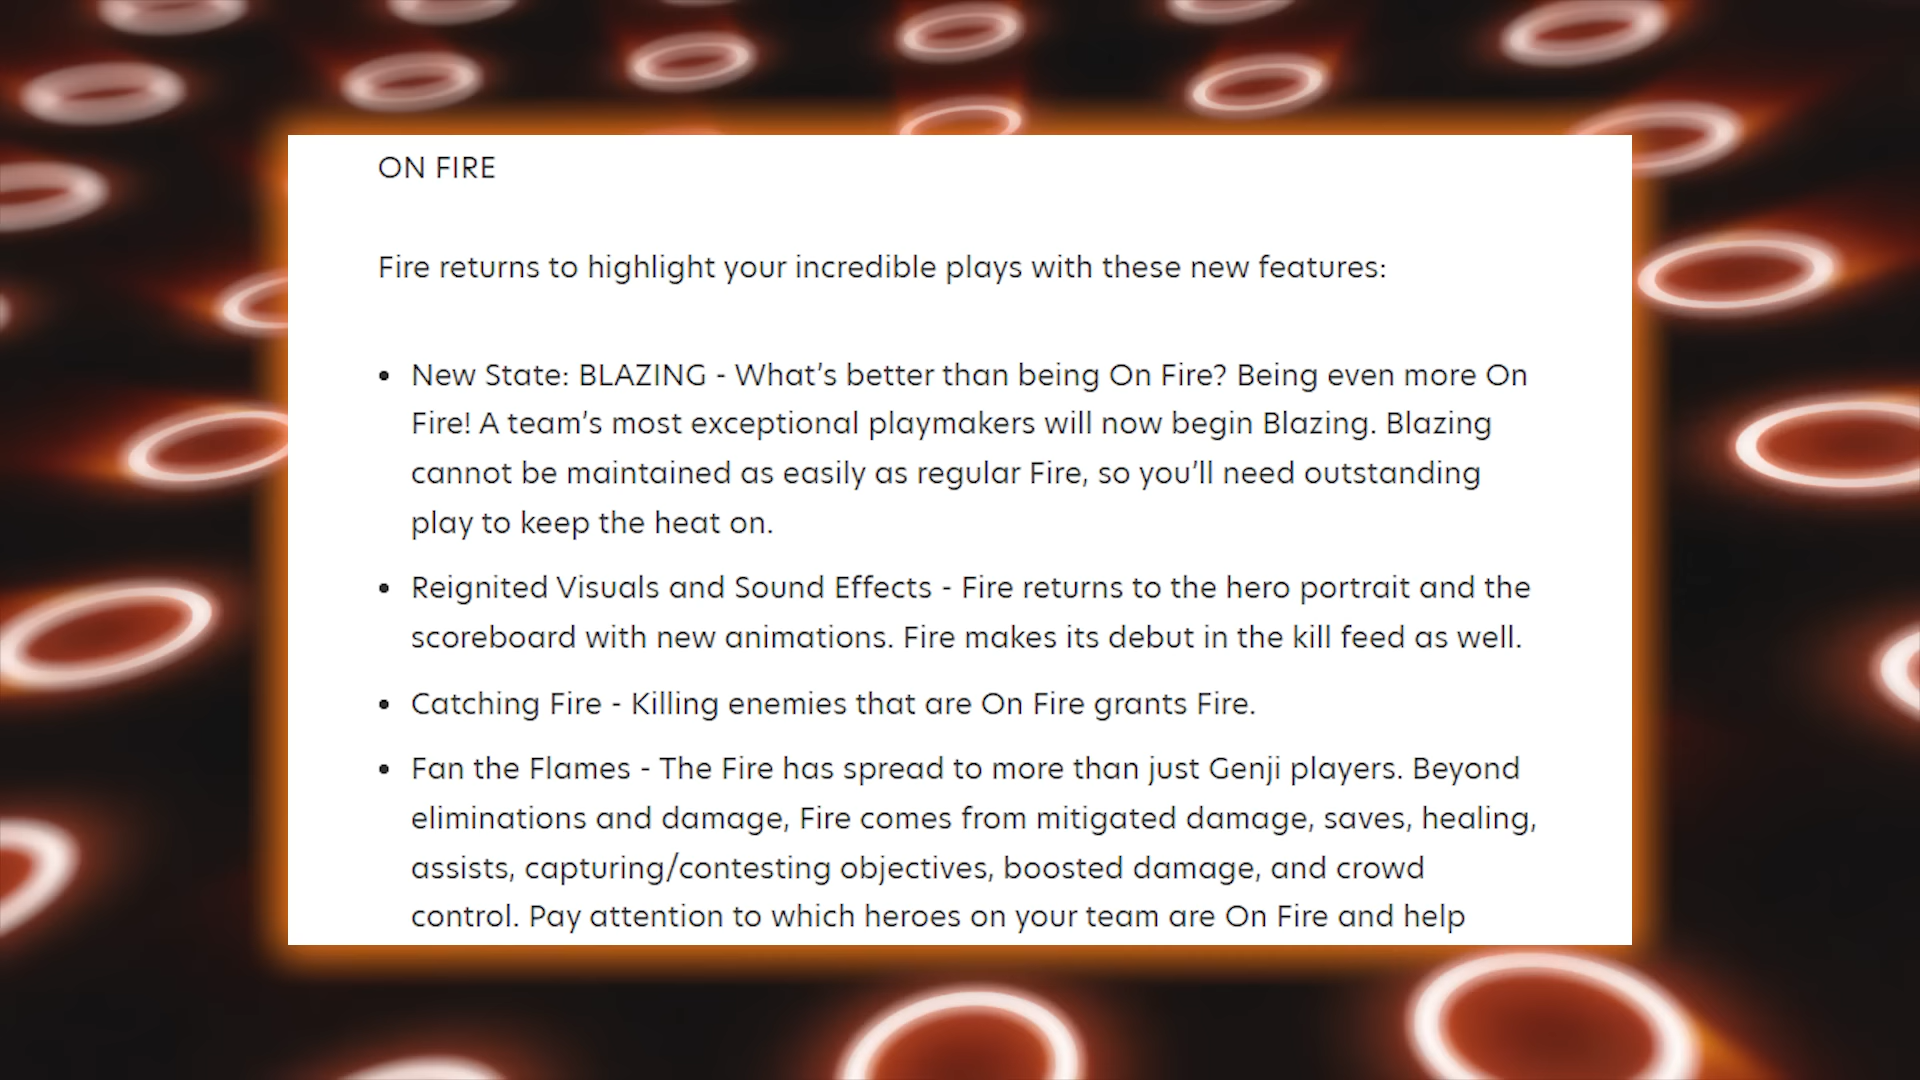 ON FIRE
Fire returns to highlight your incredible plays with these new features:
• New State: BLAZING - What’s better than being On Fire? Being even more On
Fire! A team’s most exceptional playmakers will now begin Blazing. Blazing
cannot be maintained as easily as regular Fire, so you’ll need outstanding
play to keep the heat on.
• Reignited Visuals and Sound Effects - Fire returns to the hero portrait and the
scoreboard with new animations. Fire makes its debut in the kill feed as well.
• Catching Fire - Killing enemies that are On Fire grants Fire.
• Fan the Flames - The Fire has spread to more than just Genji players. Beyond
eliminations and damage, Fire comes from mitigated damage, saves, healing,
assists, capturing/contesting objectives, boosted damage, and crowd
control. Pay attention to which heroes on your team are On Fire and help